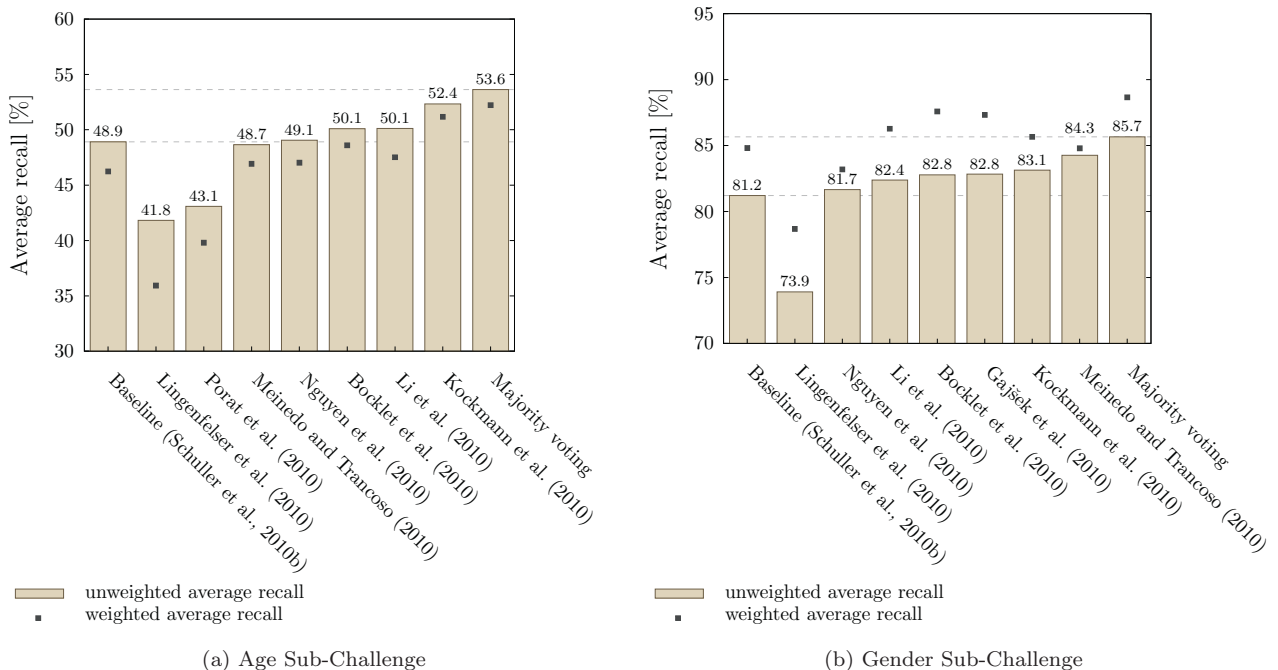 Average recall [%]
60
55
50
45
40
35
30
48.9
41.8
43.1
48.7
49.1
50.1
50.1
52.4
53.6
Baseline (Schuller et al., 2010b)
Lingenfelser et al. (2010)
Porat et al. (2010)
Meinedo and Trancoso (2010)
Nguyen et al. (2010)
Bocklet et al. (2010)
Li et al. (2010)
Kockmann et al. (2010)
Majority voting
unweighted average recall
weighted average recall
(a) Age Sub-Challenge
Average recall [%]
95
90
85
80
75
70
81.2
73.9
81.7
82.4
82.8
82.8
83.1
84.3
85.7
Baseline (Schuller et al., 2010b)
Lingenfelser et al. (2010)
Nguyen et al. (2010)
Li et al. (2010)
Bocklet et al. (2010)
Gajšek et al. (2010)
Kockmann et al. (2010)
Meinedo and Trancoso (2010)
Majority voting
unweighted average recall
weighted average recall
(b) Gender Sub-Challenge